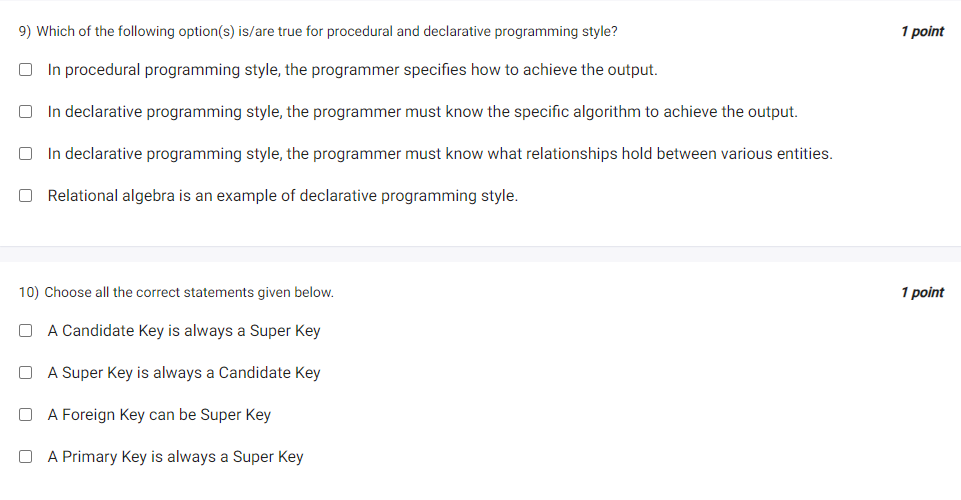 9) Which of the following option(s) is/are true for procedural and declarative programming style? 1 point
In procedural programming style, the programmer specifies how to achieve the output.
In declarative programming style, the programmer must know the specific algorithm to achieve the output.
In declarative programming style, the programmer must know what relationships hold between various entities.
Relational algebra is an example of declarative programming style.
10) Choose all the correct statements given below. 1 point
A Candidate Key is always a Super Key
A Super Key is always a Candidate Key
A Foreign Key can be Super Key
A Primary Key is always a Super Key